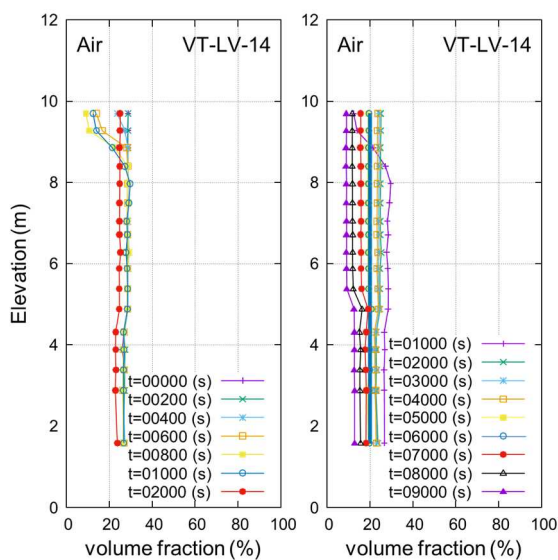 Air VT-LV-14
Elevation (m)
12
10
8
6
4
2
0
t=00000 (s)
t=00200 (s)
t=00400 (s)
t=00600 (s)
t=00800 (s)
t=01000 (s)
t=02000 (s)
0 20 40 60 80 100
volume fraction (%)
Air VT-LV-14
12
10
8
6
4
2
0
t=01000 (s)
t=02000 (s)
t=03000 (s)
t=04000 (s)
t=05000 (s)
t=06000 (s)
t=07000 (s)
t=08000 (s)
t=09000 (s)
0 20 40 60 80 100
volume fraction (%)